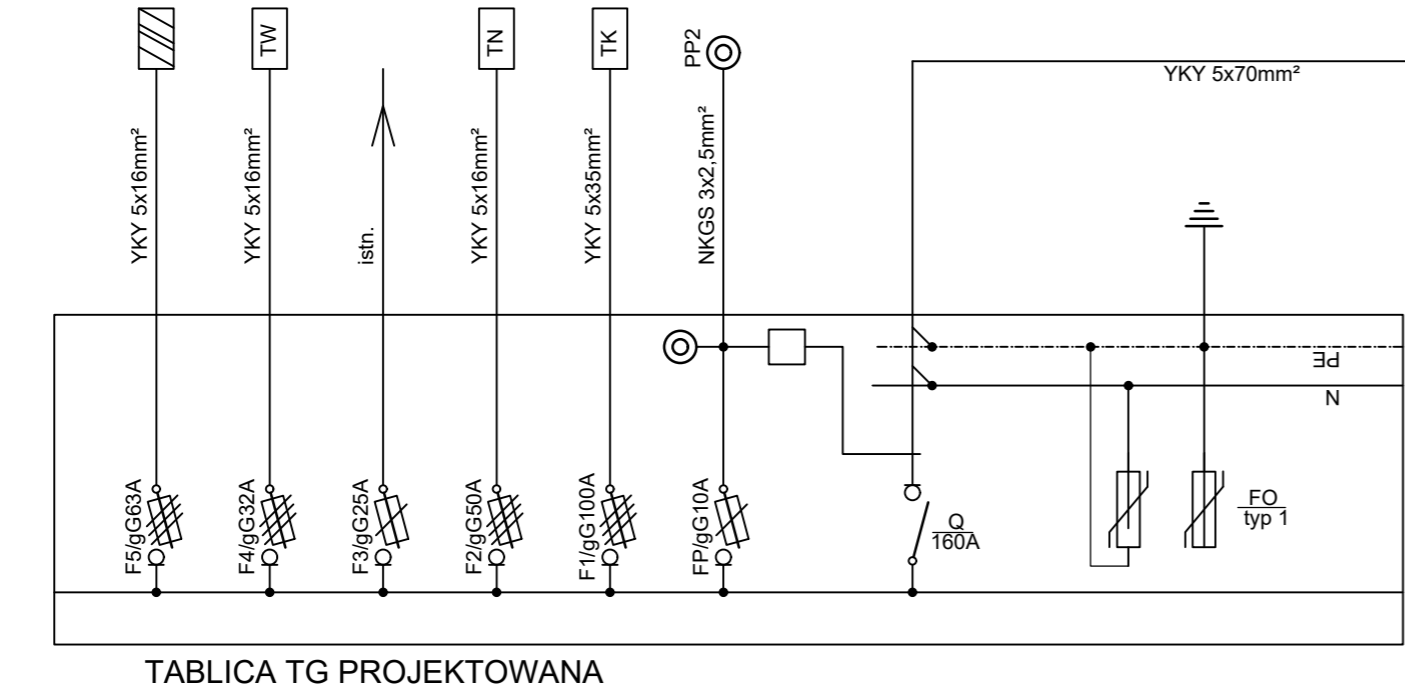 TW
TN
TK
PP2
YKY 5x70mm²
YKY 5x16mm²
YKY 5x16mm²
istn.
YKY 5x16mm²
YKY 5x35mm²
NKGS 3x2,5mm²
PE
N
F5/gG63A
F4/gG32A
F3/gG25A
F2/gG50A
F1/gG100A
FP/gG10A
Q
160A
FO
typ 1
TABLICA TG PROJEKTOWANA